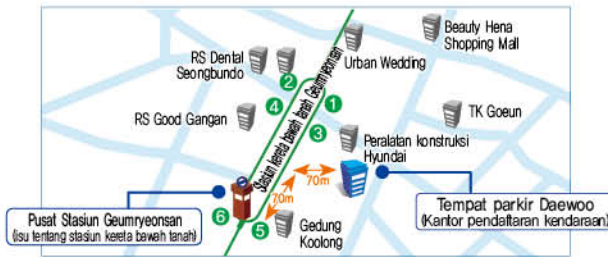 Beauty Hena
Shopping Mall
Urban Wedding
RS Dental
Seongbundo
2
1
4
RS Good Gangan
TK Goeun
3
Stasiun kereta bawah tanah Geumryeonsan
Peralatan konstruksi
Hyundai
70m
70m
Tempat parkir Daewoo
(Kantor pendaftaran kendaraan)
Pusat Stasiun Geumryeonsan
(isu tentang stasiun kereta bawah tanah)
6
5
Gedung
Koolong